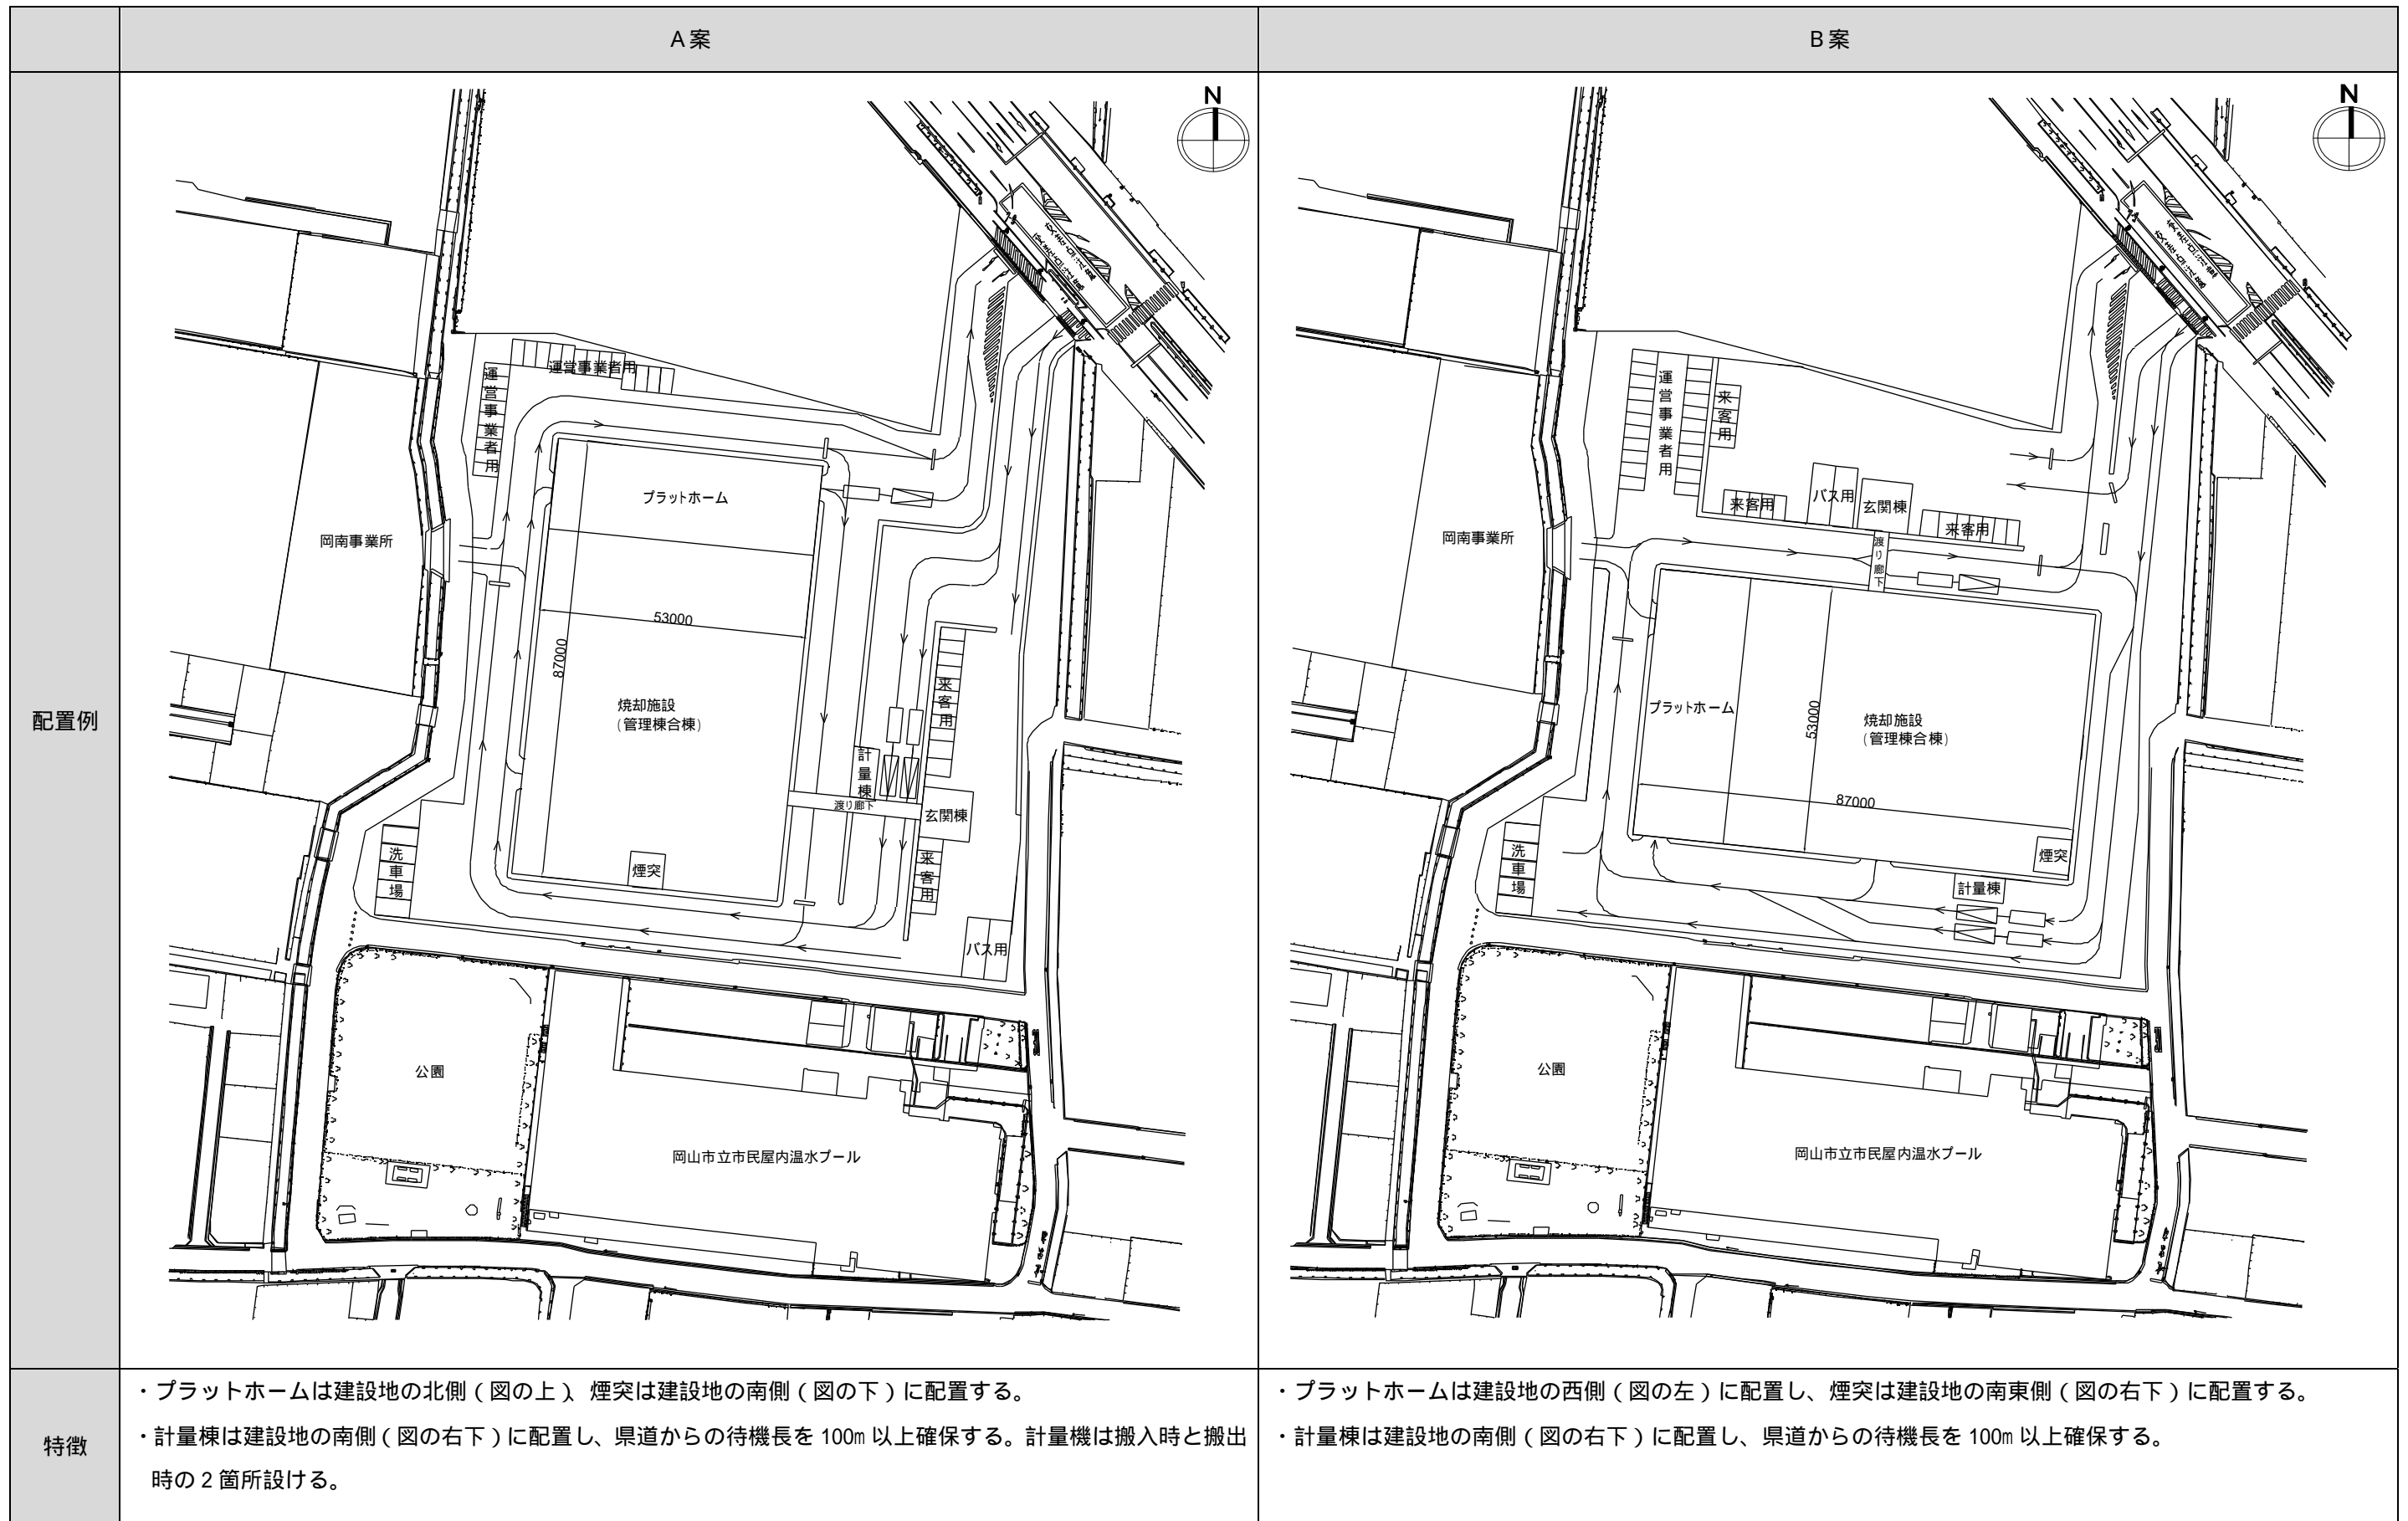 A案
B案
配置例
N
運営事業者用
運営事業者用
プラットホーム
岡南事業所
53000
87000
焼却施設
(管理棟合棟)
来客用
計量棟
渡り廊下
玄関棟
煙突
来客用
洗車場
バス用
公園
岡山市立市民屋内温水プール
N
運営事業者用
来客用
来客用
バス用
玄関棟
来客用
渡り廊下
岡南事業所
プラットホーム
53000
焼却施設
(管理棟合棟)
87000
煙突
計量棟
洗車場
公園
岡山市立市民屋内温水プール
特徴
・プラットホームは建設地の北側（図の上）、煙突は建設地の南側（図の下）に配置する。
・計量棟は建設地の南側（図の右下）に配置し、県道からの待機長を100m以上確保する。計量機は搬入時と搬出
時の2箇所設ける。
・プラットホームは建設地の西側（図の左）に配置し、煙突は建設地の南東側（図の右下）に配置する。
・計量棟は建設地の南側（図の右下）に配置し、県道からの待機長を100m以上確保する。